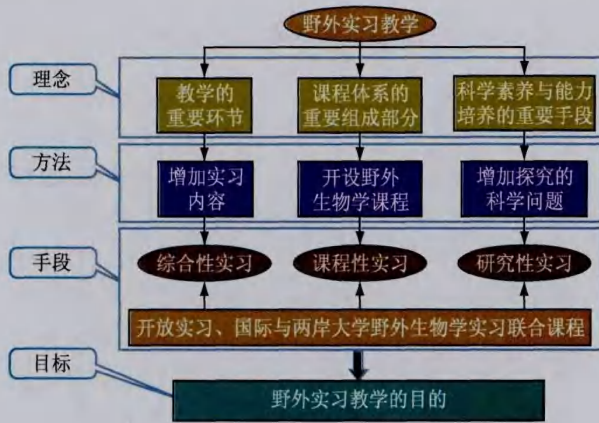 野外实习教学
理念
教学的
重要环节
课程体系的
重要组成部分
科学素养与能力
培养的重要手段
方法
增加实习
内容
开设野外
生物学课程
增加探究的
科学问题
手段
综合性实习
课程性实习
研究性实习
开放实习、国际与两岸大学野外生物学实习联合课程
目标
野外实习教学的目的